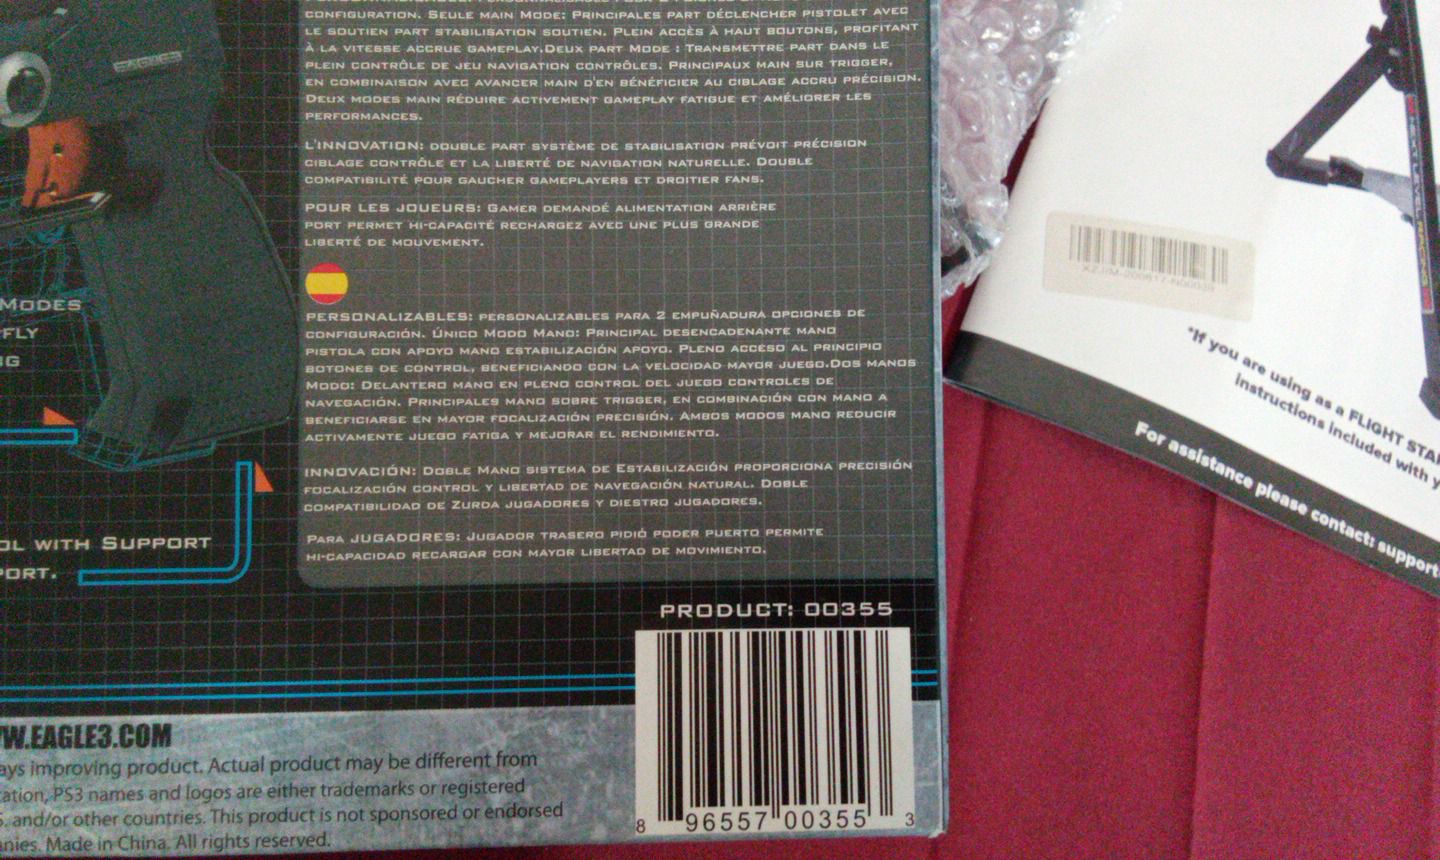 CONFIGURATION. SEULE MAIN MODE: PRINCIPALES PART DÉCLENCHER PISTOLET AVEC
LE SOUTIEN PART STABILISATION SOUTIEN. PLEIN ACCÈS À HAUT BOUTONS, PROFITANT
À LA VITESSE ACCRUE GAMEPLAY.DEUX PART MODE : TRANSMETTRE PART DANS LE
PLEIN CONTRÔLE DE JEU NAVIGATION CONTRÔLES. PRINCIPAUX MAIN SUR TRIGGER,
EN COMBINAISON AVEC AVANCER MAIN D'EN BÉNÉFICIER AU CIBLAGE ACCRU PRÉCISION.
DEUX MODES MAIN RÉDUIRE ACTIVEMENT GAMEPLAY FATIGUE ET AMÉLIORER LES
PERFORMANCES.
L'INNOVATION: DOUBLE PART SYSTÈME DE STABILISATION PRÉVOIT PRÉCISION
CIBLAGE CONTRÔLE ET LA LIBERTÉ DE NAVIGATION NATURELLE. DOUBLE
COMPATIBILITÉ POUR GAUCHER GAMEPLAYERS ET DROITIER FANS.
POUR LES JOUEURS: GAMER DEMANDÉ ALIMENTATION ARRIÈRE
PORT PERMET HI-CAPACITÉ RECHARGEZ AVEC UNE PLUS GRANDE
LIBERTÉ DE MOUVEMENT.
PERSONALIZABLES: PERSONALIZABLES PARA 2 EMPUÑADURA OPCIONES DE
CONFIGURACIÓN. ÚNICO MODO MANO: PRINCIPAL DESENCADENANTE MANO
PISTOLA CON APOYO MANO ESTABILIZACIÓN APOYO. PLENO ACCESO AL PRINCIPIO
BOTONES DE CONTROL, BENEFICIANDO CON LA VELOCIDAD MAYOR JUEGO.DOS MANOS
MODO: DELANTERO MANO EN PLENO CONTROL DEL JUEGO CONTROLES DE
NAVEGACIÓN. PRINCIPALES MANO SOBRE TRIGGER, EN COMBINACIÓN CON MANO A
BENEFICIARSE EN MAYOR FOCALIZACIÓN PRECISIÓN. AMBOS MODOS MANO REDUCIR
ACTIVAMENTE JUEGO FATIGA Y MEJORAR EL RENDIMIENTO.
INNOVACIÓN: DOBLE MANO SISTEMA DE ESTABILIZACIÓN PROPORCIONA PRECISIÓN
FOCALIZACIÓN CONTROL Y LIBERTAD DE NAVEGACIÓN NATURAL. DOBLE
COMPATIBILIDAD DE ZURDA JUGADORES Y DIESTRO JUGADORES.
PARA JUGADORES: JUGADOR TRASERO PIDIÓ PODER PUERTO PERMITE
HI-CAPACIDAD RECARGAR CON MAYOR LIBERTAD DE MOVIMIENTO.
EAGLE3
MODES
FLY
OL WITH SUPPORT
PORT.
PRODUCT: 00355
8 96557 00355 3
WW.EAGLE3.COM
ays improving product. Actual product may be different from
ation, PS3 names and logos are either trademarks or registered
S. and/or other countries. This product is not sponsored or endorsed
anies. Made in China. All rights reserved.
NEXT LEVEL RACING
*If you are using as a FLIGHT STA
instructions included with y
For assistance please contact: support